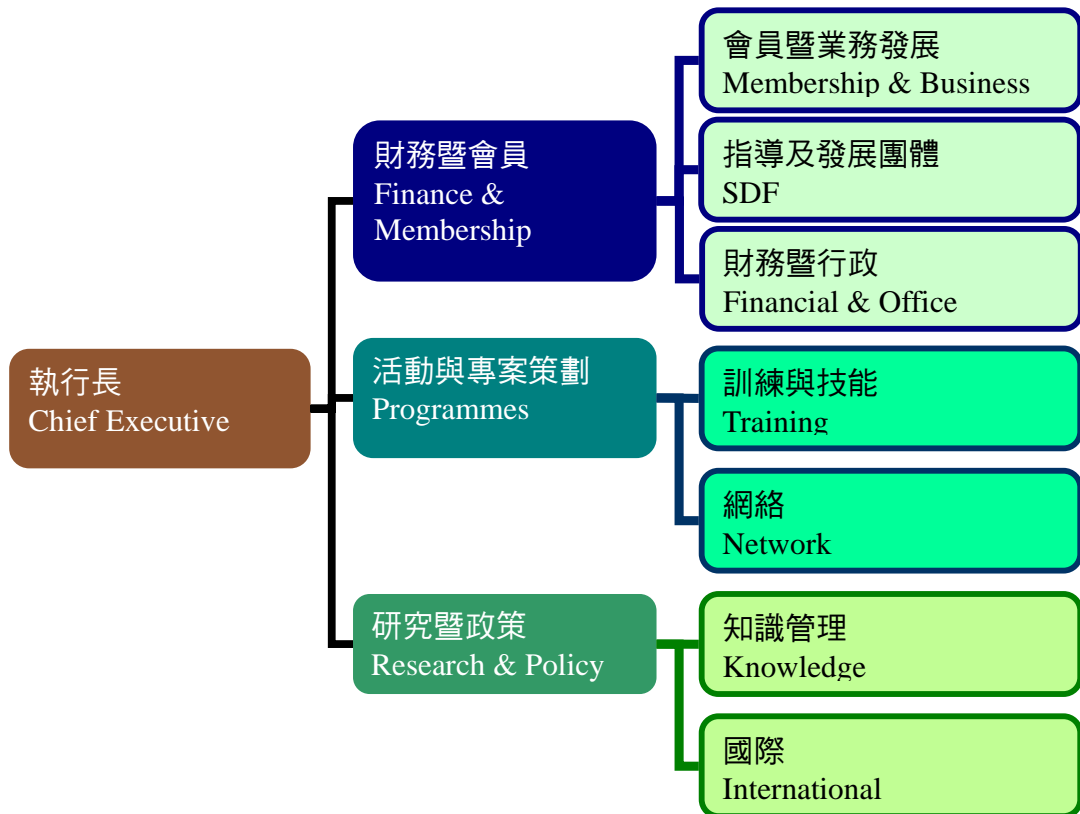 執行長
Chief Executive
財務暨會員
Finance &
Membership
會員暨業務發展
Membership & Business
指導及發展團體
SDF
財務暨行政
Financial & Office
活動與專案策劃
Programmes
訓練與技能
Training
網絡
Network
研究暨政策
Research & Policy
知識管理
Knowledge
國際
International